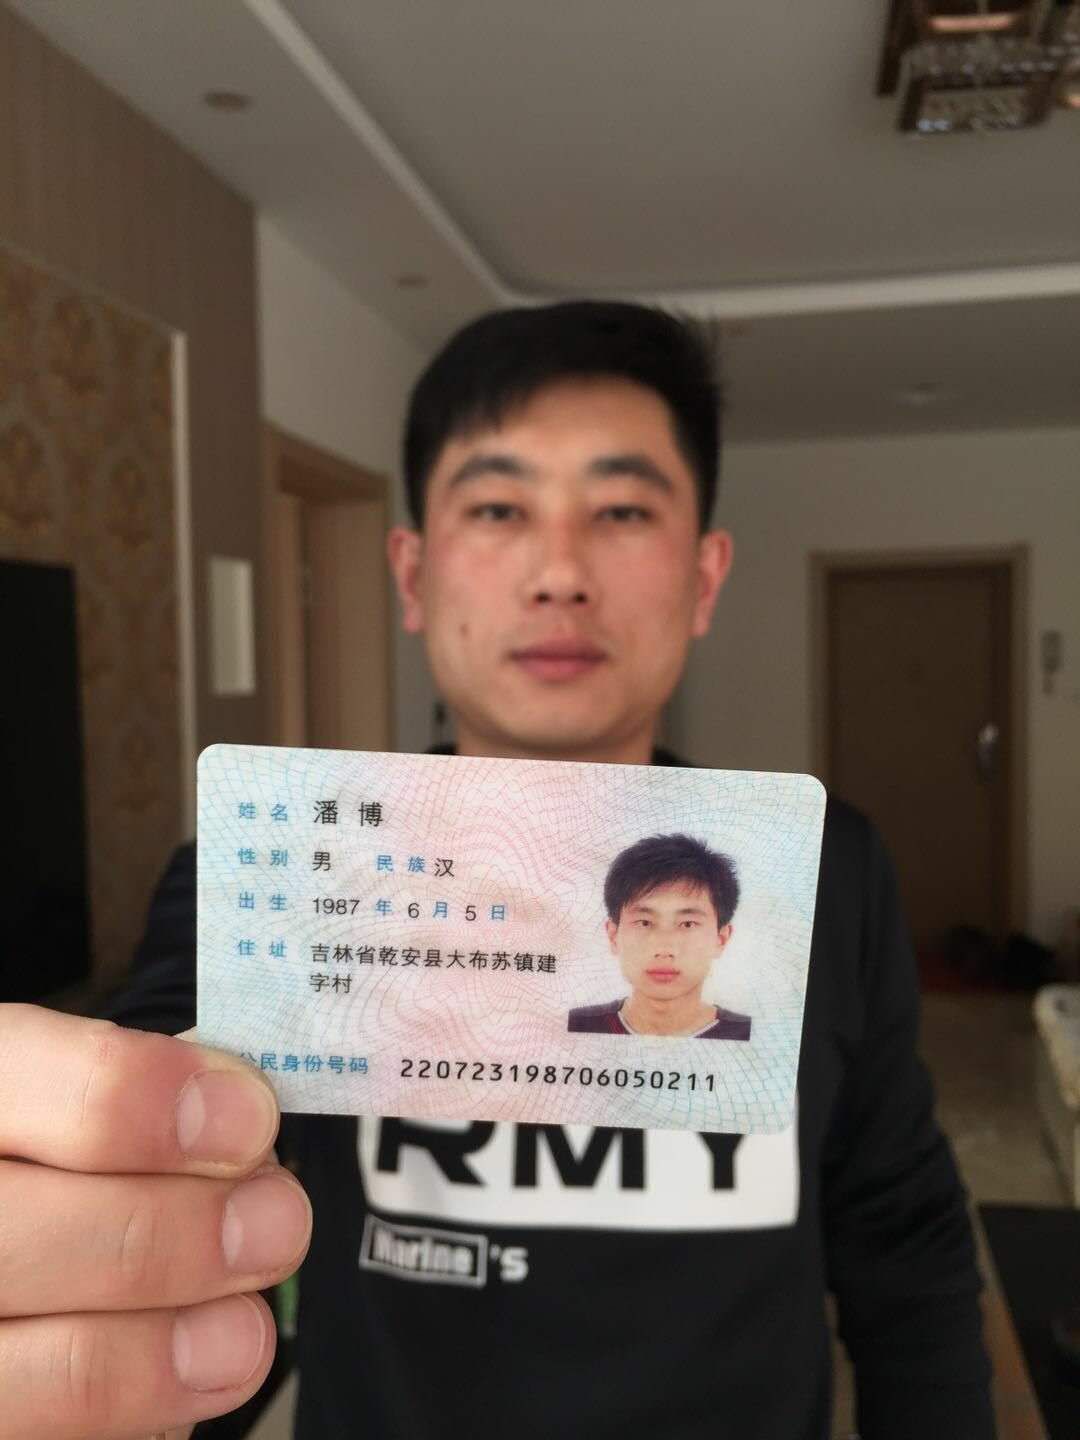 姓名 潘博
性别 男 民族 汉
出生 1987 年 6 月 5 日
住址 吉林省乾安县大布苏镇建
字村
公民身份号码 220723198706050211
RMY
Marine's